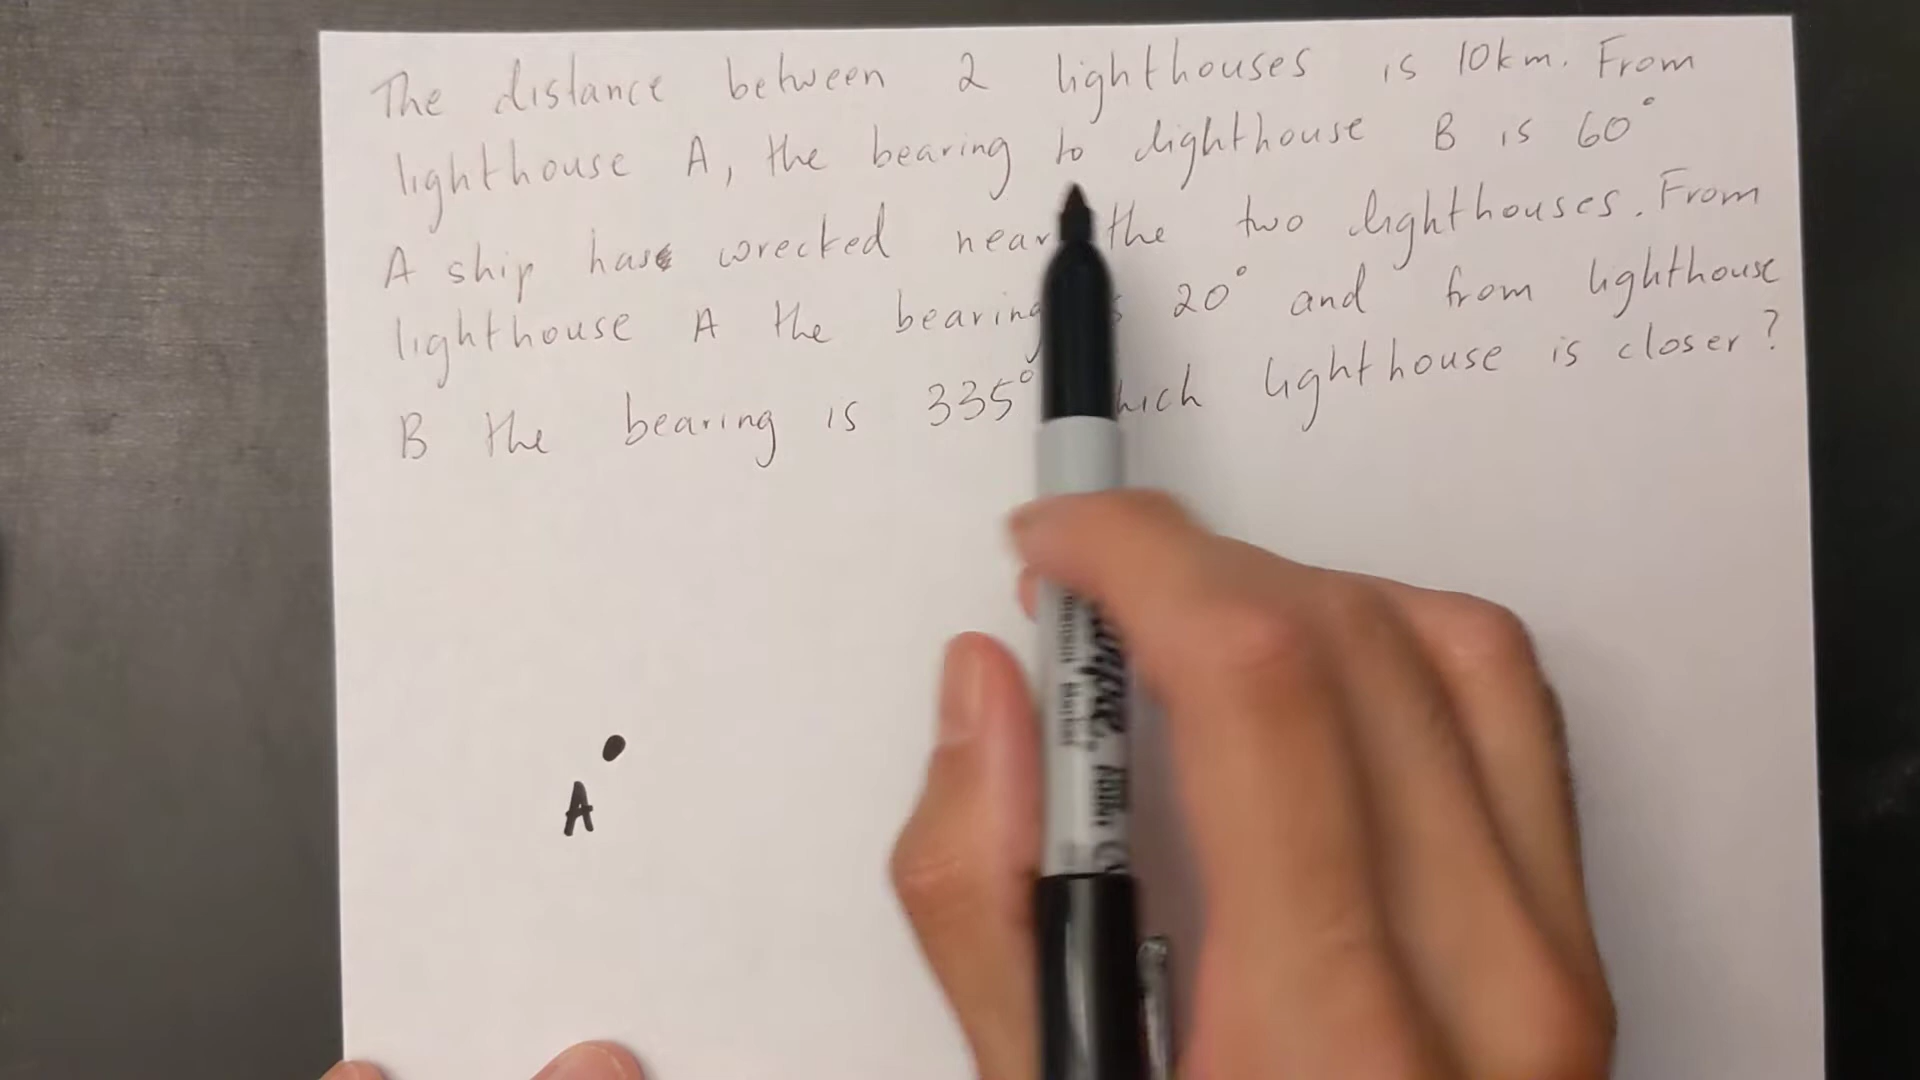 The distance between 2 lighthouses is 10km. From
lighthouse A, the bearing to lighthouse B is 60°
A ship has wrecked near the two lighthouses. From
lighthouse A the bearing 20° and from lighthouse
B the bearing is 335° lighthouse is closer?
A